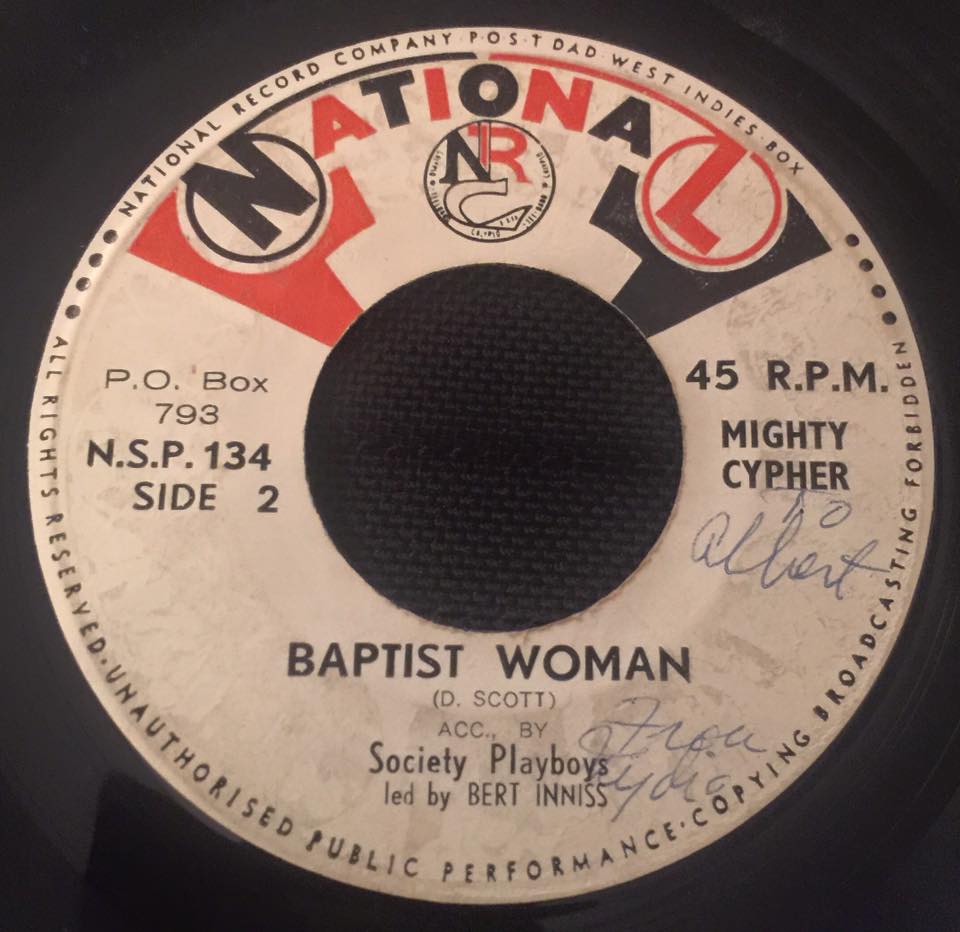 NATIONAL RECORD COMPANY P·O·S·T DAD·WEST INDIES·BOX
NATIONAL
NR
P.O. Box
793
N.S.P. 134
SIDE 2
45 R.P.M.
MIGHTY
CYPHER
To
Albert
BAPTIST WOMAN
(D. SCOTT)
ACC., BY
Society Playboys
led by BERT INNISS
From
Lydia
ALL RIGHTS RESERVED·UNAUTHORISED PUBLIC PERFORMANCE·COPYING BROADCASTING FORBIDDEN